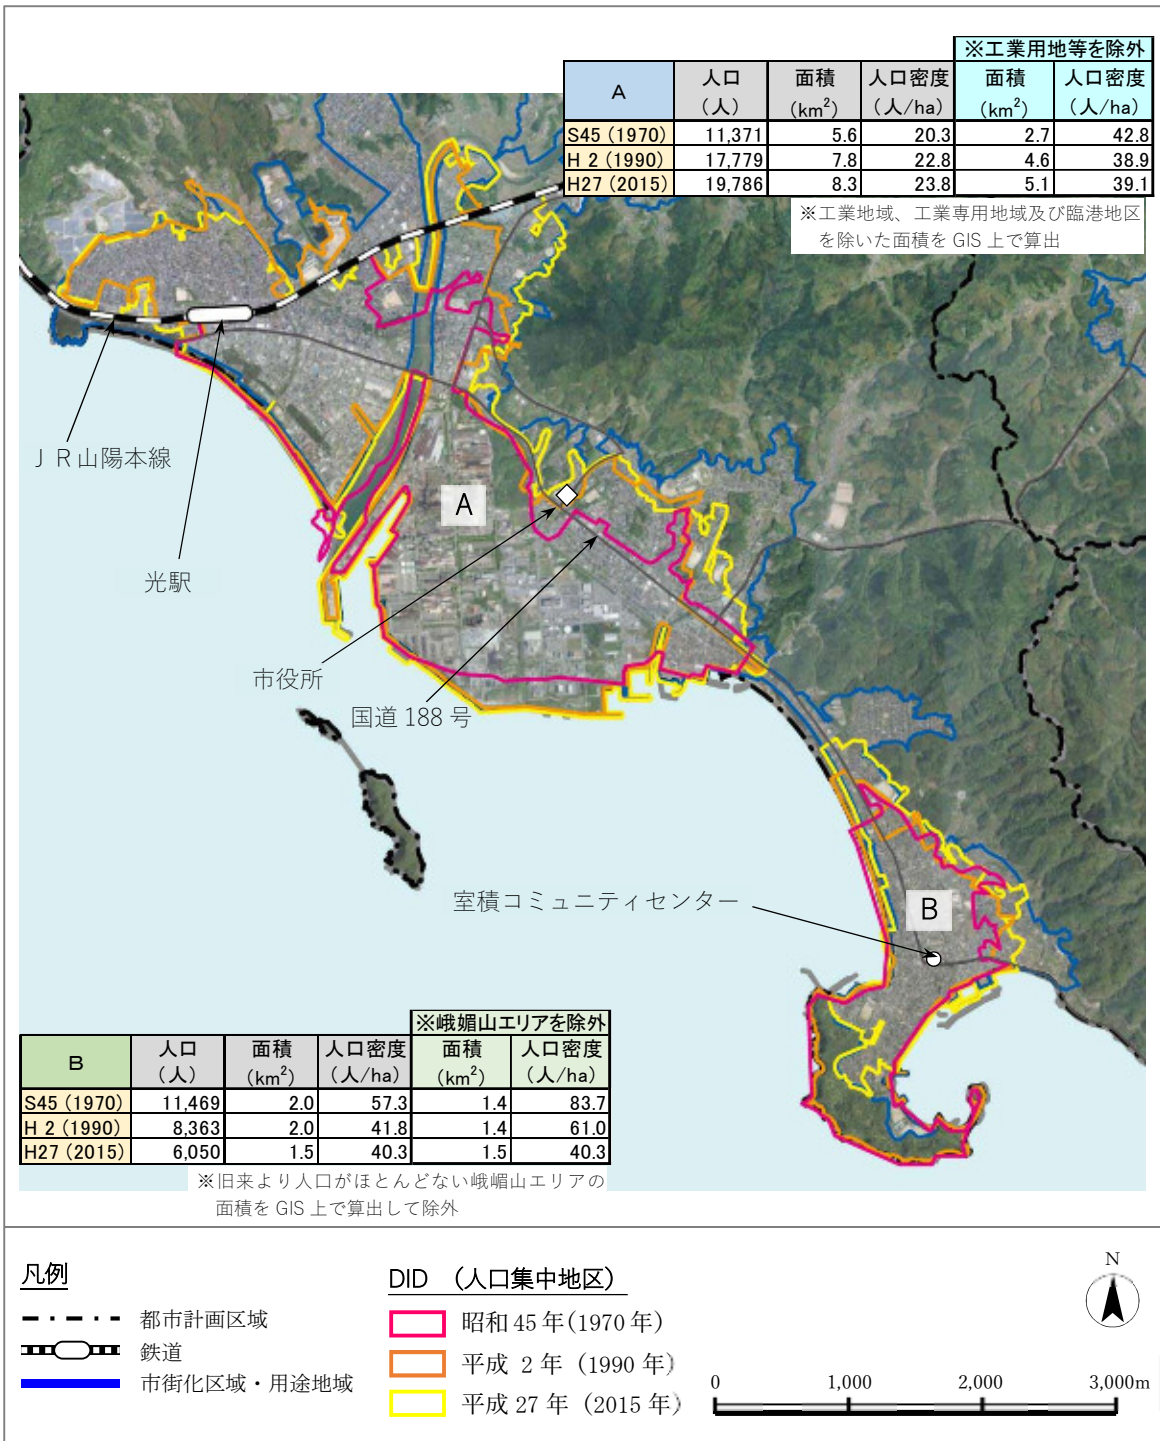 ※工業用地等を除外
A 人口 面積 人口密度 面積 人口密度
（人） （km²） （人/ha） （km²） （人/ha）
S45 (1970) 11,371 5.6 20.3 2.7 42.8
H 2 (1990) 17,779 7.8 22.8 4.6 38.9
H27 (2015) 19,786 8.3 23.8 5.1 39.1
※工業地域、工業専用地域及び臨港地区
を除いた面積を GIS 上で算出
ＪＲ山陽本線
A
光駅
市役所
国道 188 号
室積コミュニティセンター
B
※峨媚山エリアを除外
B 人口 面積 人口密度 面積 人口密度
（人） （km²） （人/ha） （km²） （人/ha）
S45 (1970) 11,469 2.0 57.3 1.4 83.7
H 2 (1990) 8,363 2.0 41.8 1.4 61.0
H27 (2015) 6,050 1.5 40.3 1.5 40.3
※旧来より人口がほとんどない峨嵋山エリアの
面積を GIS 上で算出して除外
凡例
都市計画区域
鉄道
市街化区域・用途地域
DID （人口集中地区）
昭和 45 年(1970 年)
平成 2 年（1990 年）
平成 27 年（2015 年）
N
0 1,000 2,000 3,000m